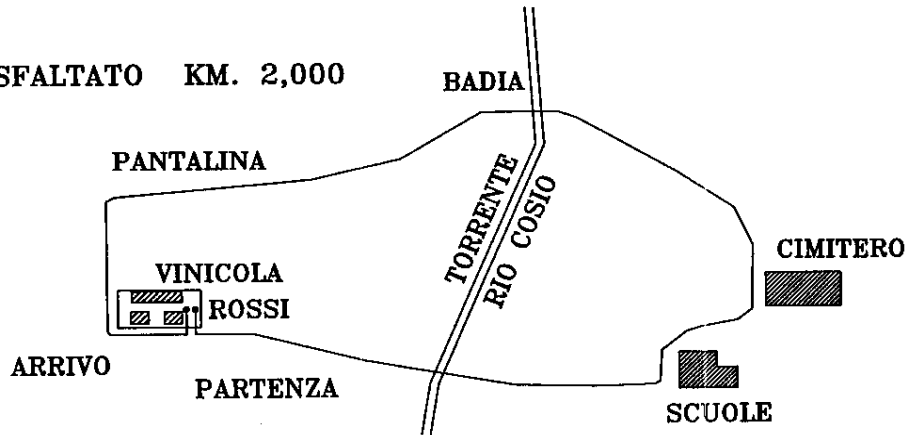 SFALTATO KM. 2,000
BADIA
PANTALINA
TORRENTE
RIO COSIO
CIMITERO
VINICOLA
ROSSI
ARRIVO
PARTENZA
SCUOLE